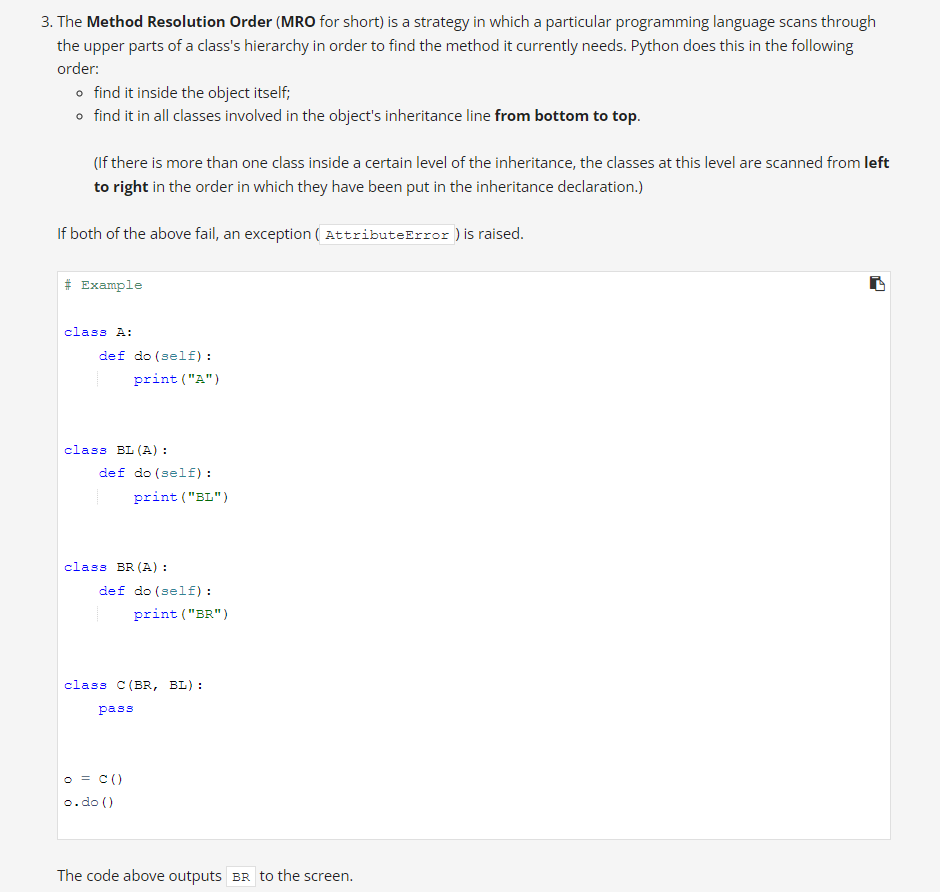 3. The Method Resolution Order (MRO for short) is a strategy in which a particular programming language scans through
the upper parts of a class's hierarchy in order to find the method it currently needs. Python does this in the following
order:
find it inside the object itself;
find it in all classes involved in the object's inheritance line from bottom to top.
(If there is more than one class inside a certain level of the inheritance, the classes at this level are scanned from left
to right in the order in which they have been put in the inheritance declaration.)
If both of the above fail, an exception ( AttributeError ) is raised.
# Example
class A:
    def do(self):
        print("A")
class BL(A):
    def do(self):
        print("BL")
class BR(A):
    def do(self):
        print("BR")
class C(BR, BL):
    pass
o = C()
o.do()
The code above outputs BR to the screen.